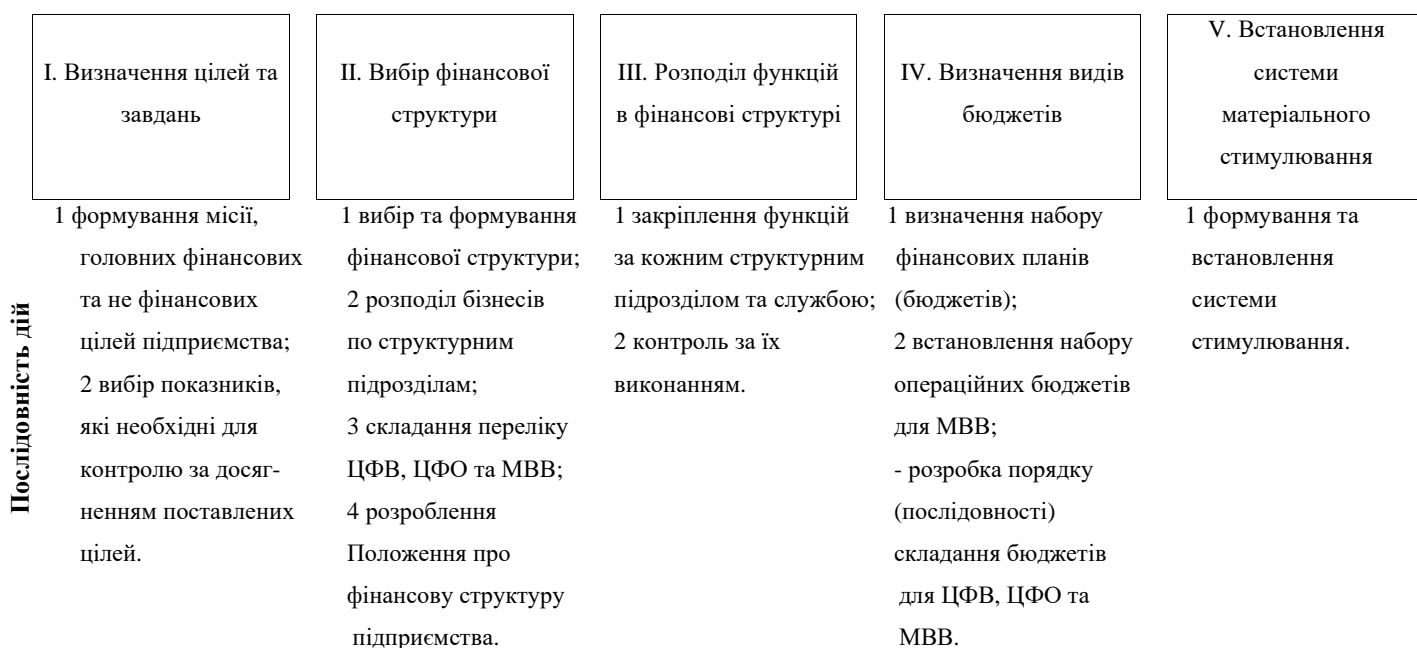 I. Визначення цілей та
завдань
II. Вибір фінансової
структури
III. Розподіл функцій
в фінансові структурі
IV. Визначення видів
бюджетів
V. Встановлення
системи
матеріального
стимулювання
Послідовність дій
1 формування місії,
головних фінансових
та не фінансових
цілей підприємства;
2 вибір показників,
які необхідні для
контролю за досяг-
ненням поставлених
цілей.
1 вибір та формування
фінансової структури;
2 розподіл бізнесів
по структурним
підрозділам;
3 складання переліку
ЦФВ, ЦФО та МВВ;
4 розроблення
Положення про
фінансову структуру
підприємства.
1 закріплення функцій
за кожним структурним
підрозділом та службою;
2 контроль за їх
виконанням.
1 визначення набору
фінансових планів
(бюджетів);
2 встановлення набору
операційних бюджетів
для МВВ;
- розробка порядку
(послідовності)
складання бюджетів
для ЦФВ, ЦФО та
МВВ.
1 формування та
встановлення
системи
стимулювання.